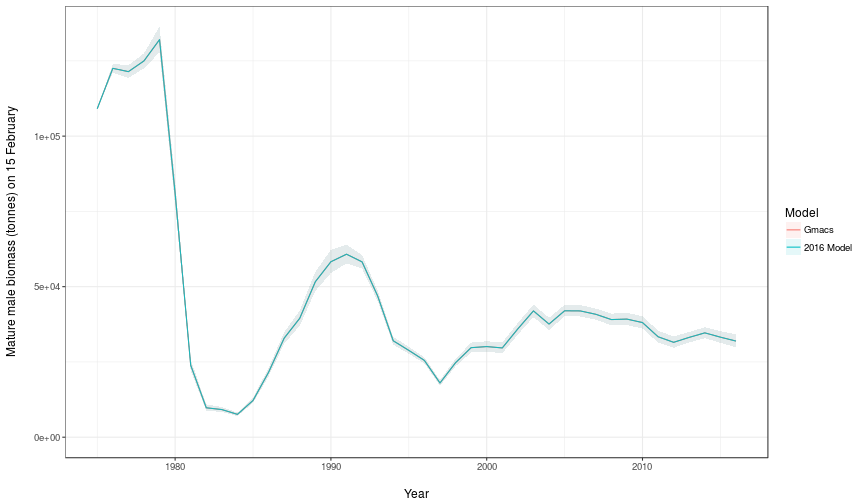 Mature male biomass (tonnes) on 15 February
1e+05
5e+04
0e+00
1980
1990
2000
2010
Year
Model
Gmacs
2016 Model